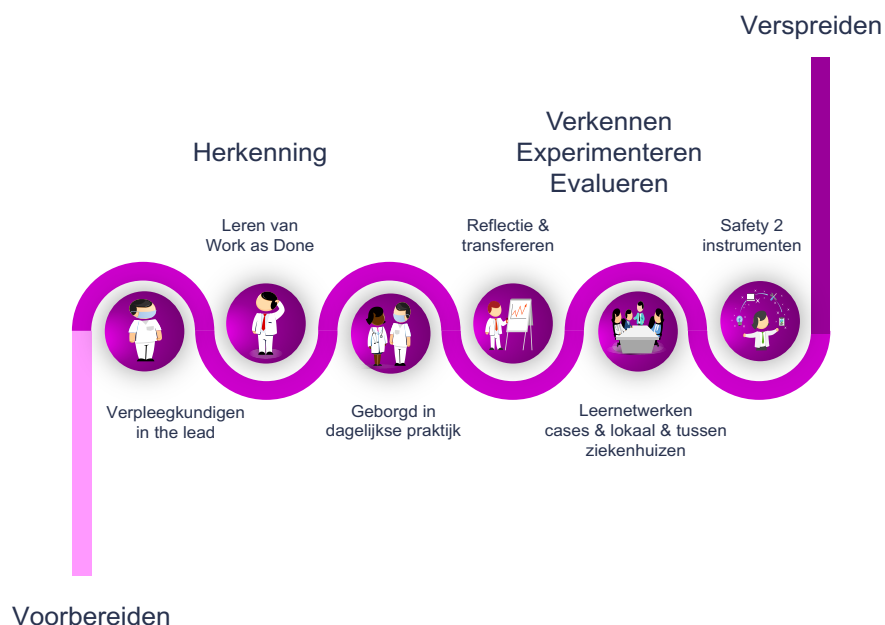 Verspreiden
Herkenning
Verkennen
Experimenteren
Evalueren
Leren van
Work as Done
Reflectie &
transfereren
Safety 2
instrumenten
Verpleegkundigen
in the lead
Geborgd in
dagelijkse praktijk
Leernetwerken
cases & lokaal & tussen
ziekenhuizen
Voorbereiden